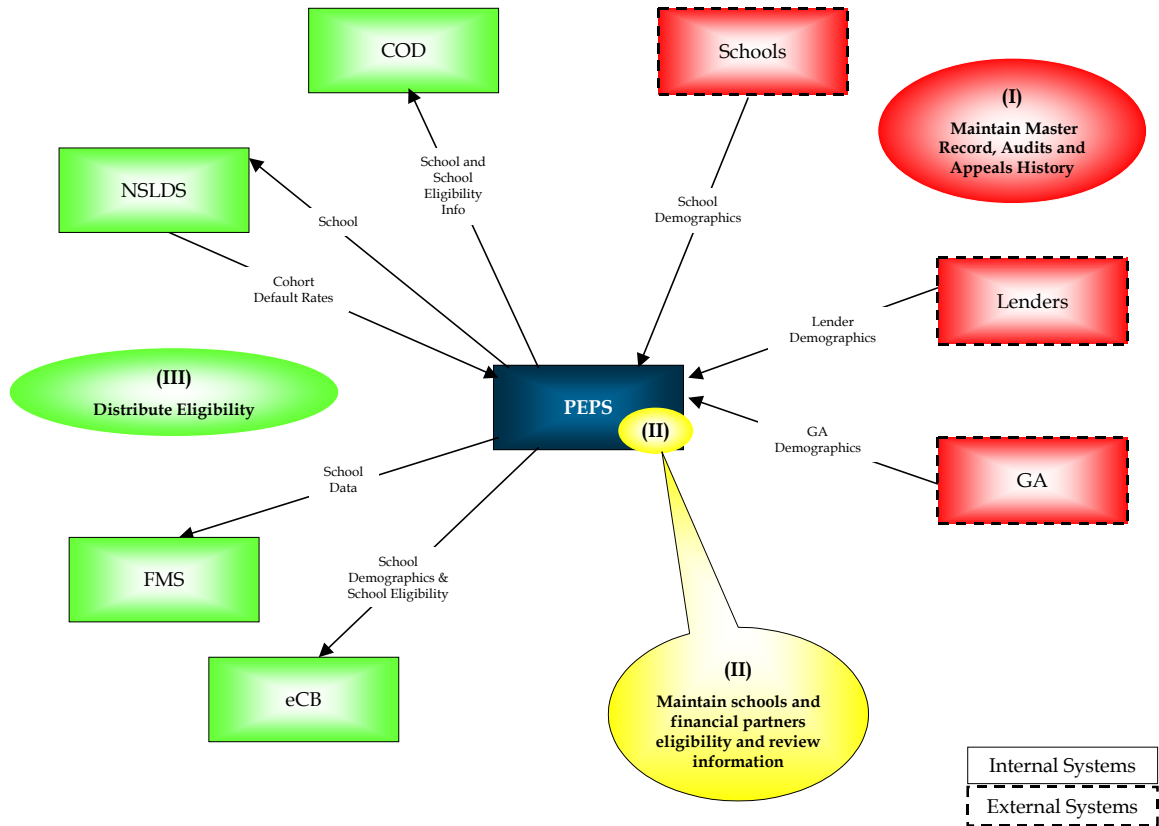 COD
Schools
(I)
Maintain Master
Record, Audits and
Appeals History
NSLDS
School and
School
Eligibility
Info
School
School
Demographics
Cohort
Default Rates
Lenders
Lender
Demographics
(III)
Distribute Eligibility
PEPS
(II)
GA
Demographics
GA
School
Data
FMS
School
Demographics &
School Eligibility
eCB
(II)
Maintain schools and
financial partners
eligibility and review
information
Internal Systems
External Systems